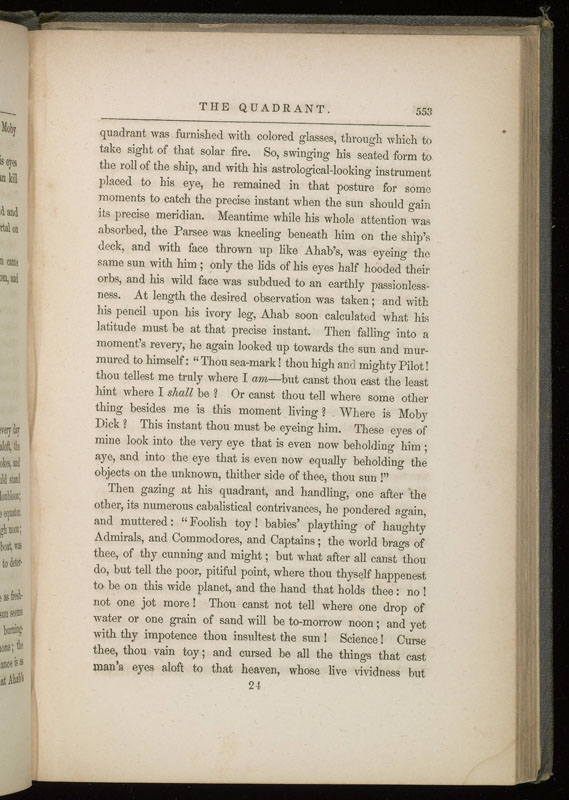 THE QUADRANT. 553
quadrant was furnished with colored glasses, through which to
take sight of that solar fire. So, swinging his seated form to
the roll of the ship, and with his astrological-looking instrument
placed to his eye, he remained in that posture for some
moments to catch the precise instant when the sun should gain
its precise meridian. Meantime while his whole attention was
absorbed, the Parsee was kneeling beneath him on the ship's
deck, and with face thrown up like Ahab's, was eyeing the
same sun with him; only the lids of his eyes half hooded their
orbs, and his wild face was subdued to an earthly passionless-
ness. At length the desired observation was taken; and with
his pencil upon his ivory leg, Ahab soon calculated what his
latitude must be at that precise instant. Then falling into a
moment's revery, he again looked up towards the sun and mur-
mured to himself: "Thou sea-mark! thou high and mighty Pilot!
thou tellest me truly where I am—but canst thou cast the least
hint where I shall be? Or canst thou tell where some other
thing besides me is this moment living? Where is Moby
Dick? This instant thou must be eyeing him. These eyes of
mine look into the very eye that is even now beholding him;
aye, and into the eye that is even now equally beholding the
objects on the unknown, thither side of thee, thou sun!"
Then gazing at his quadrant, and handling, one after the
other, its numerous cabalistical contrivances, he pondered again,
and muttered: "Foolish toy! babies' plaything of haughty
Admirals, and Commodores, and Captains; the world brags of
thee, of thy cunning and might; but what after all canst thou
do, but tell the poor, pitiful point, where thou thyself happenest
to be on this wide planet, and the hand that holds thee: no!
not one jot more! Thou canst not tell where one drop of
water or one grain of sand will be to-morrow noon; and yet
with thy impotence thou insultest the sun! Science! Curse
thee, thou vain toy; and cursed be all the things that cast
man's eyes aloft to that heaven, whose live vividness but
24